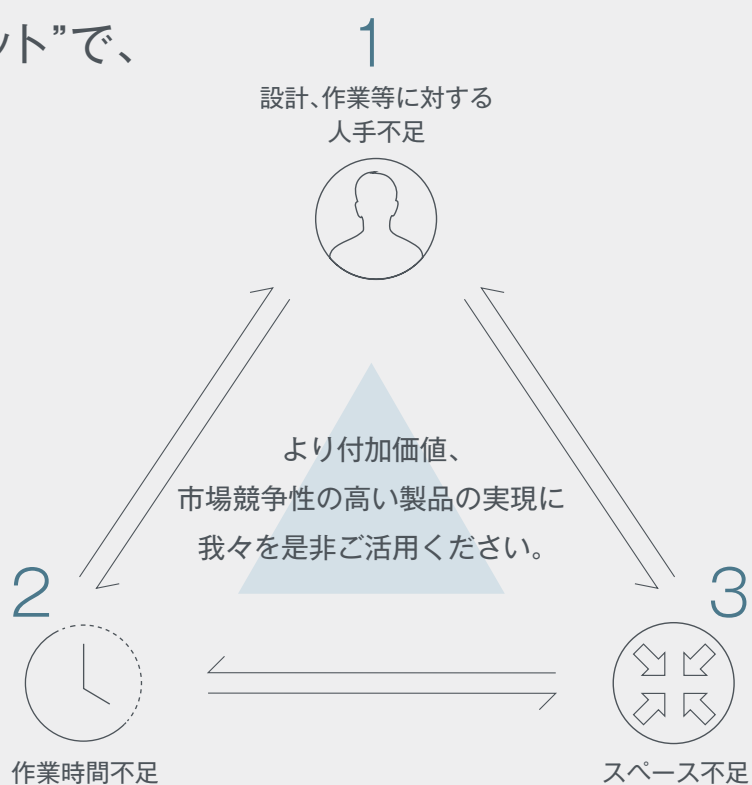 ット”で、
1
設計、作業等に対する
人手不足
より付加価値、
市場競争性の高い製品の実現に
我々を是非ご活用ください。
2
3
作業時間不足
スペース不足